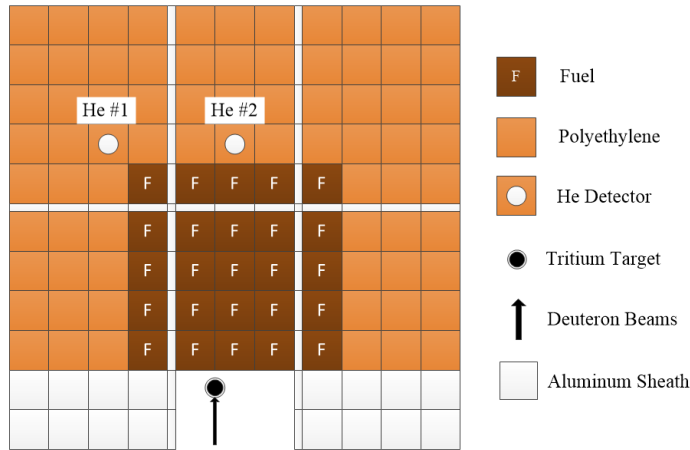 He #1 He #2
F F F F F
F F F F F
F F F F F
F F F F F
F F F F F
F Fuel
Polyethylene
He Detector
Tritium Target
Deuteron Beams
Aluminum Sheath